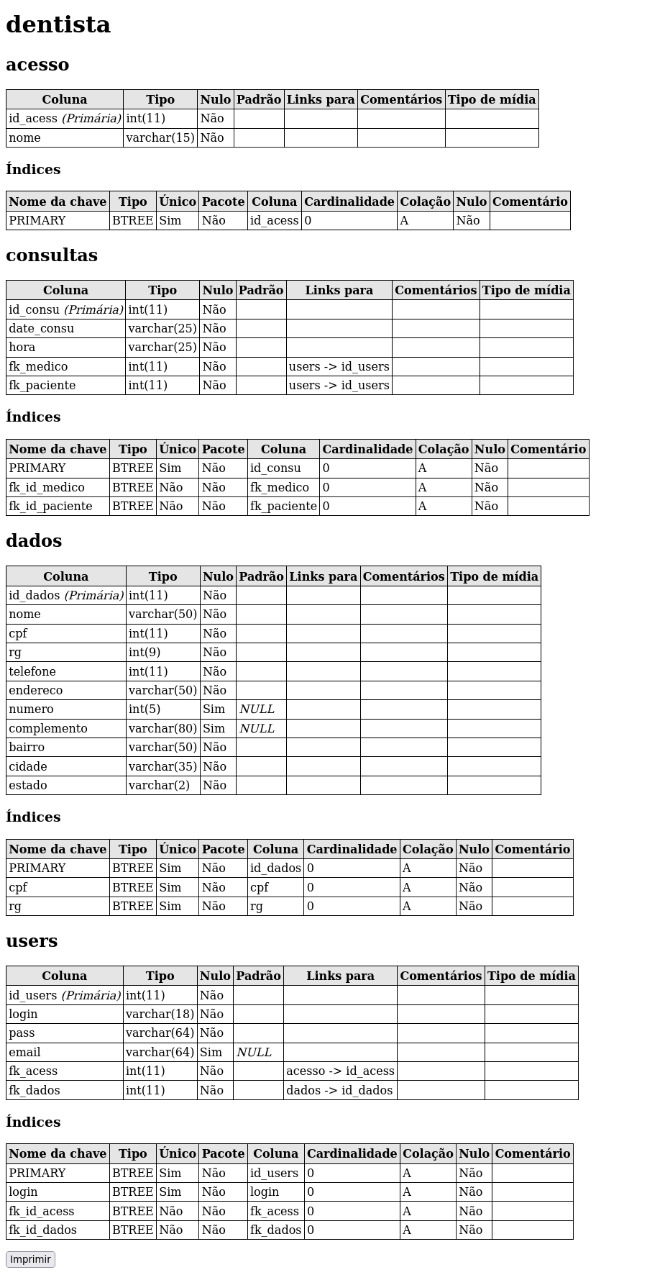 dentista
acesso
Coluna Tipo Nulo Padrão Links para Comentários Tipo de mídia
id_acess (Primária) int(11) Não
nome varchar(15) Não
Índices
Nome da chave Tipo Único Pacote Coluna Cardinalidade Colação Nulo Comentário
PRIMARY BTREE Sim Não id_acess 0 A Não
consultas
Coluna Tipo Nulo Padrão Links para Comentários Tipo de mídia
id_consu (Primária) int(11) Não
date_consu varchar(25) Não
hora varchar(25) Não
fk_medico int(11) Não users -> id_users
fk_paciente int(11) Não users -> id_users
Índices
Nome da chave Tipo Único Pacote Coluna Cardinalidade Colação Nulo Comentário
PRIMARY BTREE Sim Não id_consu 0 A Não
fk_id_medico BTREE Não Não fk_medico 0 A Não
fk_id_paciente BTREE Não Não fk_paciente 0 A Não
dados
Coluna Tipo Nulo Padrão Links para Comentários Tipo de mídia
id_dados (Primária) int(11) Não
nome varchar(50) Não
cpf int(11) Não
rg int(9) Não
telefone int(11) Não
endereco varchar(50) Não
numero int(5) Sim NULL
complemento varchar(80) Sim NULL
bairro varchar(50) Não
cidade varchar(35) Não
estado varchar(2) Não
Índices
Nome da chave Tipo Único Pacote Coluna Cardinalidade Colação Nulo Comentário
PRIMARY BTREE Sim Não id_dados 0 A Não
cpf BTREE Sim Não cpf 0 A Não
rg BTREE Sim Não rg 0 A Não
users
Coluna Tipo Nulo Padrão Links para Comentários Tipo de mídia
id_users (Primária) int(11) Não
login varchar(18) Não
pass varchar(64) Não
email varchar(64) Sim NULL
fk_acess int(11) Não acesso -> id_acess
fk_dados int(11) Não dados -> id_dados
Índices
Nome da chave Tipo Único Pacote Coluna Cardinalidade Colação Nulo Comentário
PRIMARY BTREE Sim Não id_users 0 A Não
login BTREE Sim Não login 0 A Não
fk_id_acess BTREE Não Não fk_acess 0 A Não
fk_id_dados BTREE Não Não fk_dados 0 A Não
Imprimir